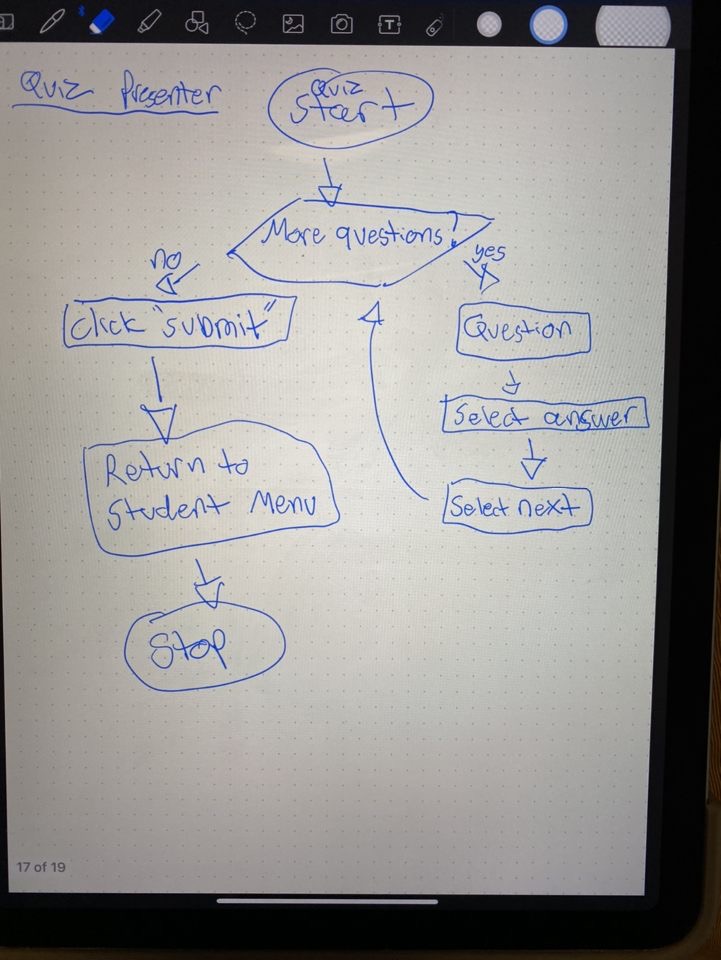 Quiz Presenter
Quiz
Start
More questions?
no
yes
Click "submit"
Question
Select answer
Return to
Student Menu
Select next
Stop
17 of 19